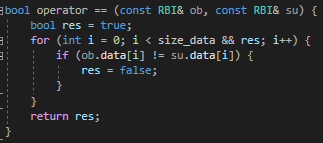 bool operator == (const RBI& ob, const RBI& su) {
    bool res = true;
    for (int i = 0; i < size_data && res; i++) {
        if (ob.data[i] != su.data[i]) {
            res = false;
        }
    }
    return res;
}